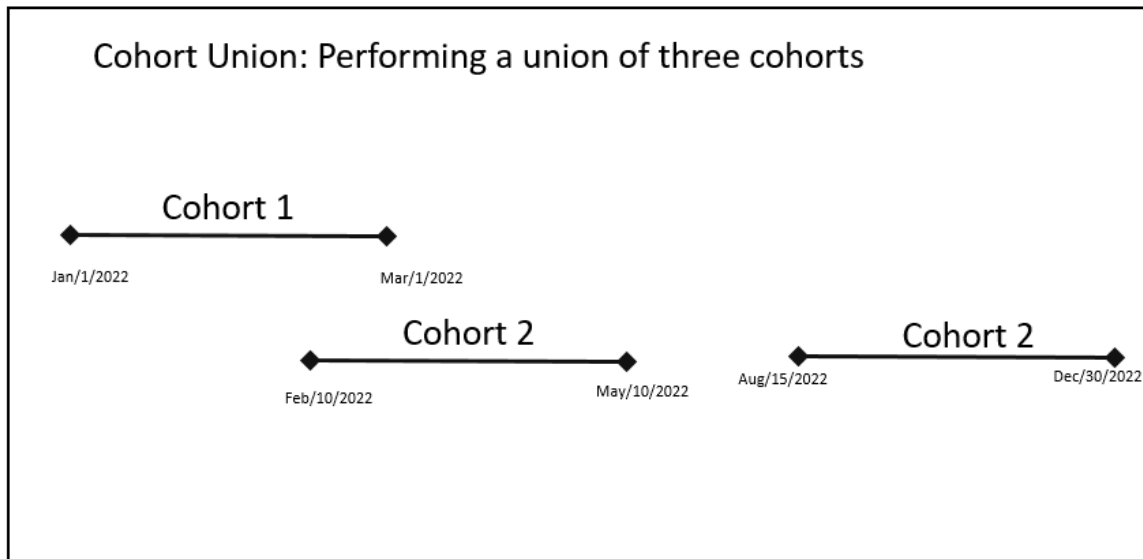 Cohort Union: Performing a union of three cohorts
Cohort 1
Jan/1/2022
Mar/1/2022
Cohort 2
Feb/10/2022
May/10/2022
Cohort 2
Aug/15/2022
Dec/30/2022